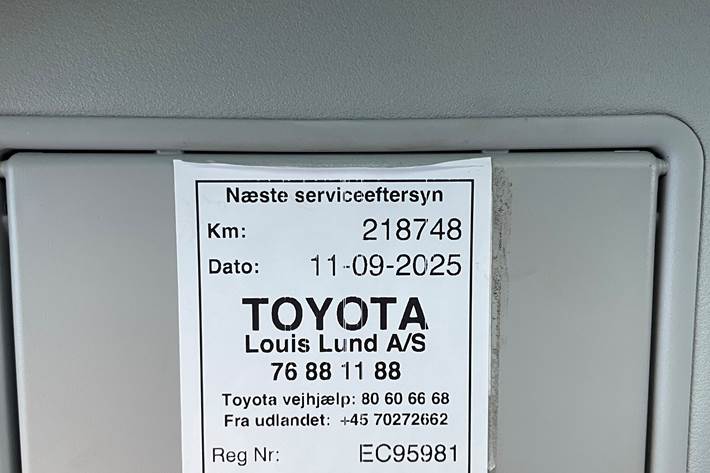 Næste serviceeftersyn
Km: 218748
Dato: 11-09-2025
TOYOTA
Louis Lund A/S
76 88 11 88
Toyota vejhjælp: 80 60 66 68
Fra udlandet: +45 70272662
Reg Nr: EC95981